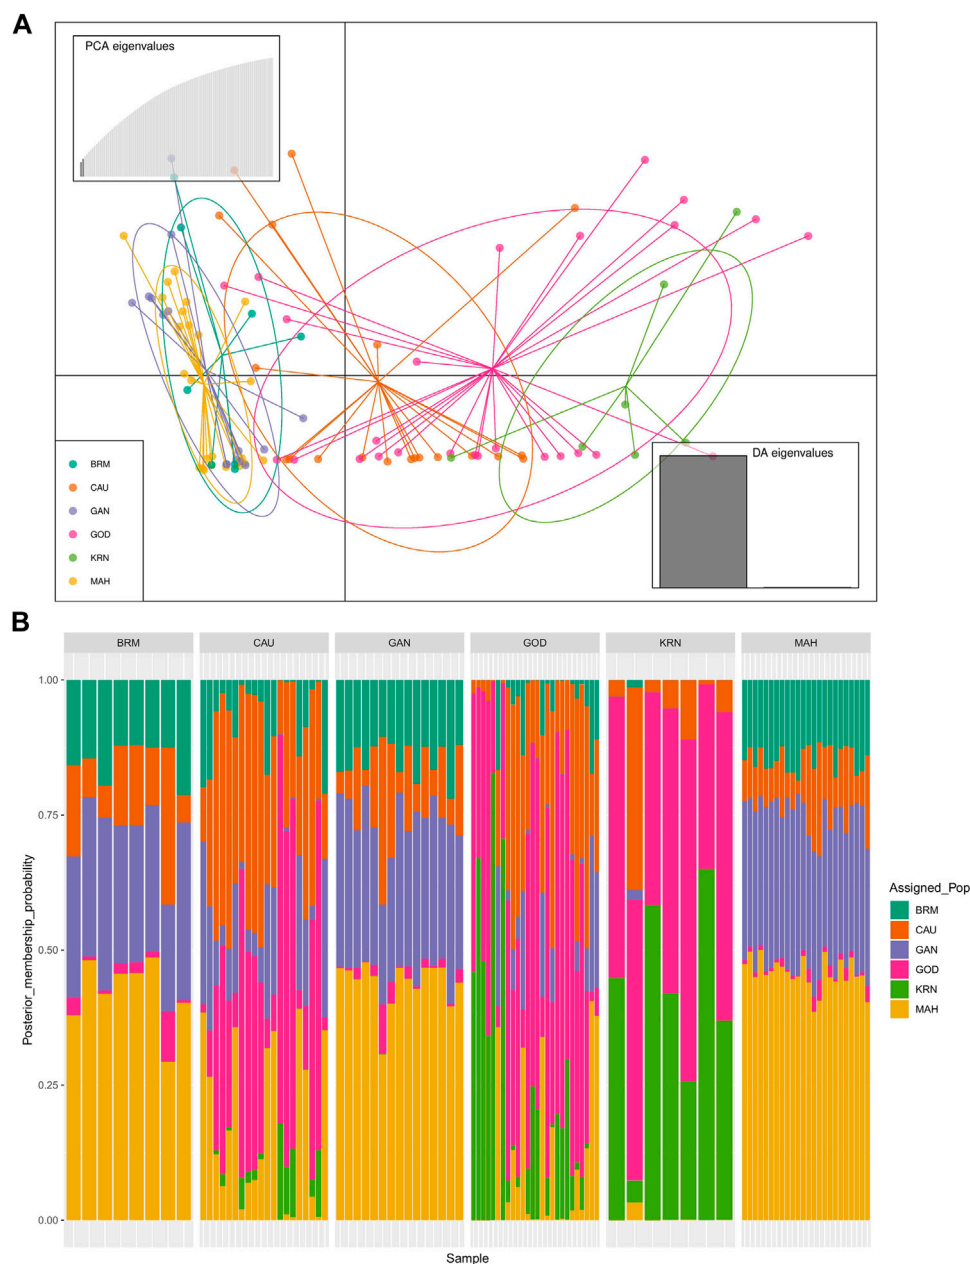 A
PCA eigenvalues
BRM
CAU
GAN
GOD
KRN
MAH
DA eigenvalues
B
BRM CAU GAN GOD KRN MAH
1.00
0.75
0.50
0.25
0.00
Posterior_membership_probability
Sample
Assigned_Pop
BRM
CAU
GAN
GOD
KRN
MAH